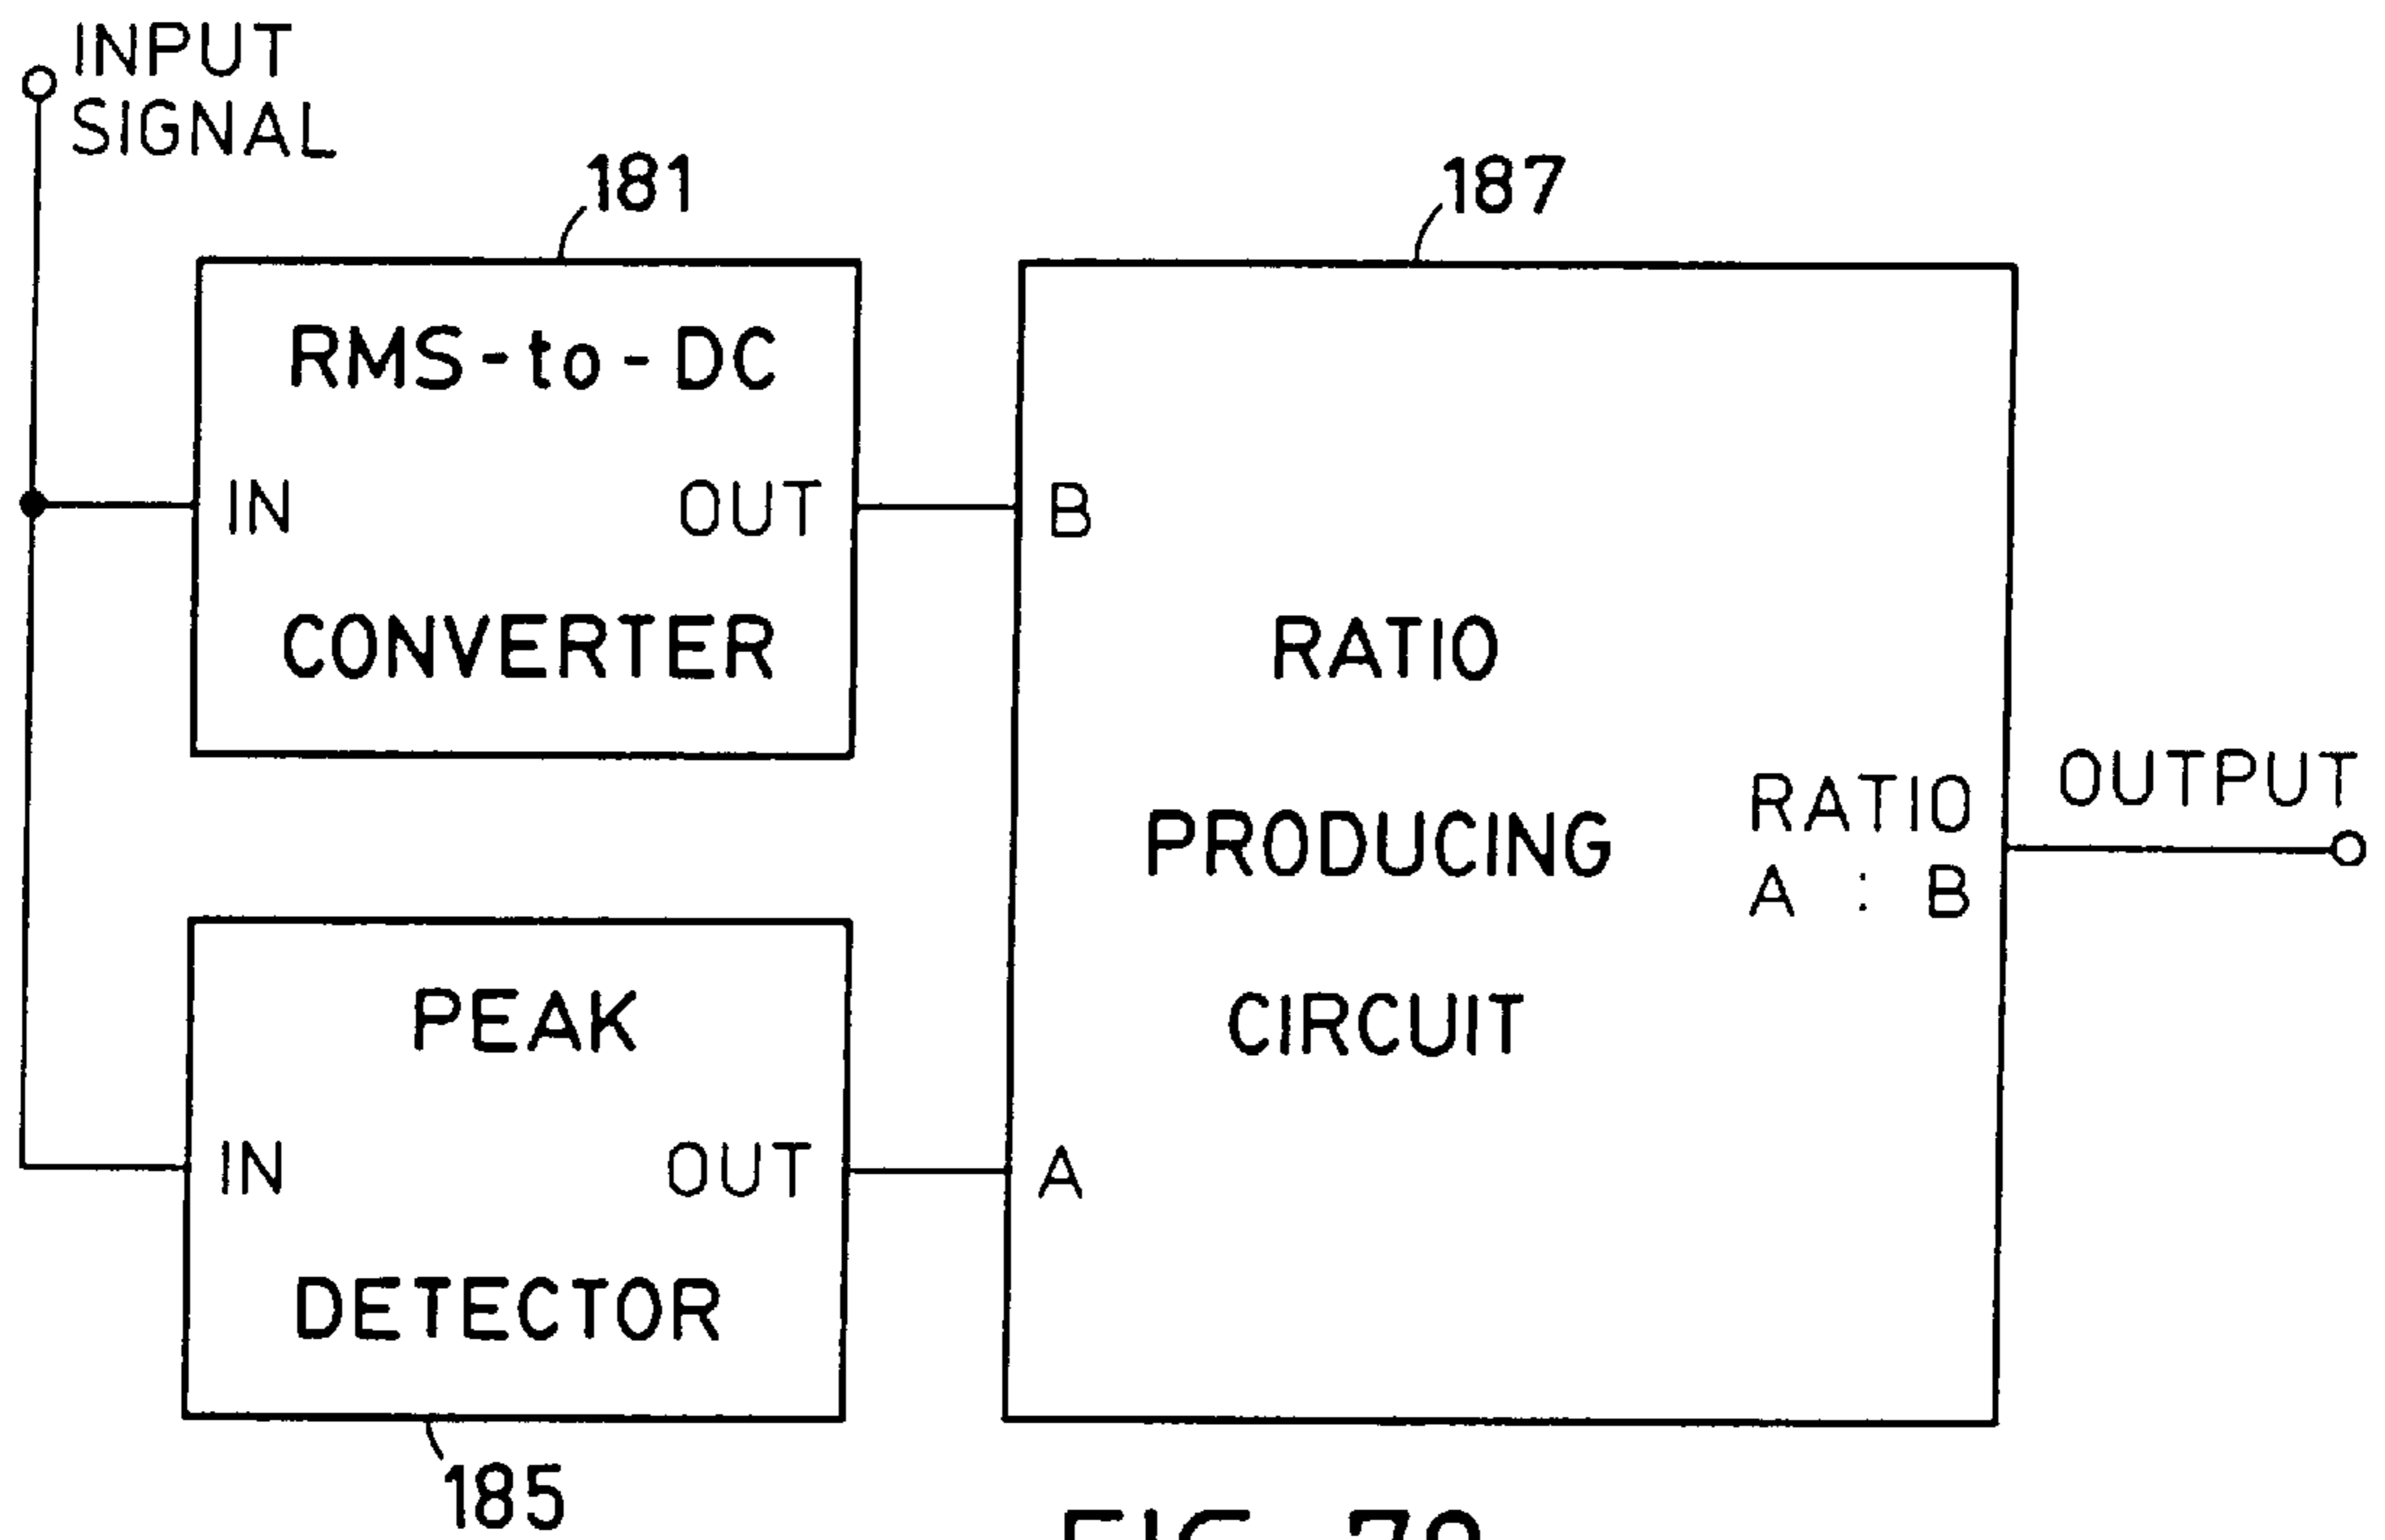 INPUT
SIGNAL
181
187
RMS-to-DC
IN
OUT
B
CONVERTER
RATIO
PRODUCING
CIRCUIT
RATIO
A : B
OUTPUT
PEAK
IN
OUT
A
DETECTOR
185